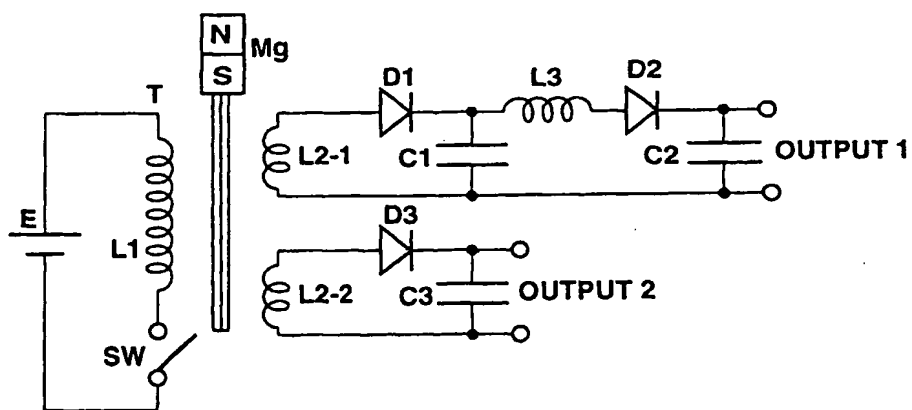 N
S
Mg
T
D1
L3
D2
L2-1
C1
C2
OUTPUT 1
E
L1
D3
L2-2
C3
OUTPUT 2
SW